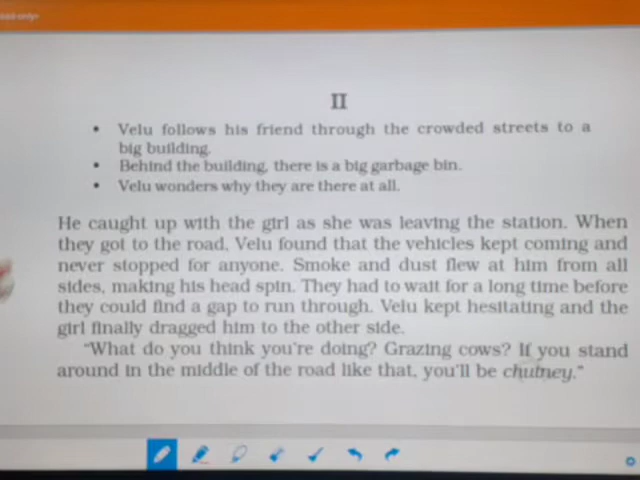 II
• Velu follows his friend through the crowded streets to a
big building.
• Behind the building, there is a big garbage bin.
• Velu wonders why they are there at all.
He caught up with the girl as she was leaving the station. When
they got to the road, Velu found that the vehicles kept coming and
never stopped for anyone. Smoke and dust flew at him from all
sides, making his head spin. They had to wait for a long time before
they could find a gap to run through. Velu kept hesitating and the
girl finally dragged him to the other side.
"What do you think you're doing? Grazing cows? If you stand
around in the middle of the road like that, you'll be chutney."